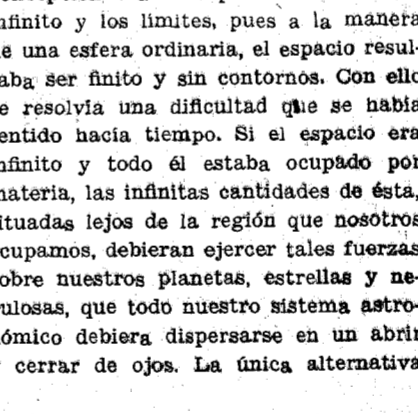 nfinito y los límites, pues a la manera
e una esfera ordinaria, el espacio resul-
aba ser finito y sin contornos. Con ello
e resolvía una dificultad que se había
entido hacía tiempo. Si el espacio era
nfinito y todo él estaba ocupado por
materia, las infinitas cantidades de ésta,
ituadas lejos de la región que nosotros
cupamos, debieran ejercer tales fuerzas
obre nuestros planetas, estrellas y ne-
ulosas, que todo nuestro sistema astro-
ómico debiera dispersarse en un abrir
y cerrar de ojos. La única alternativa